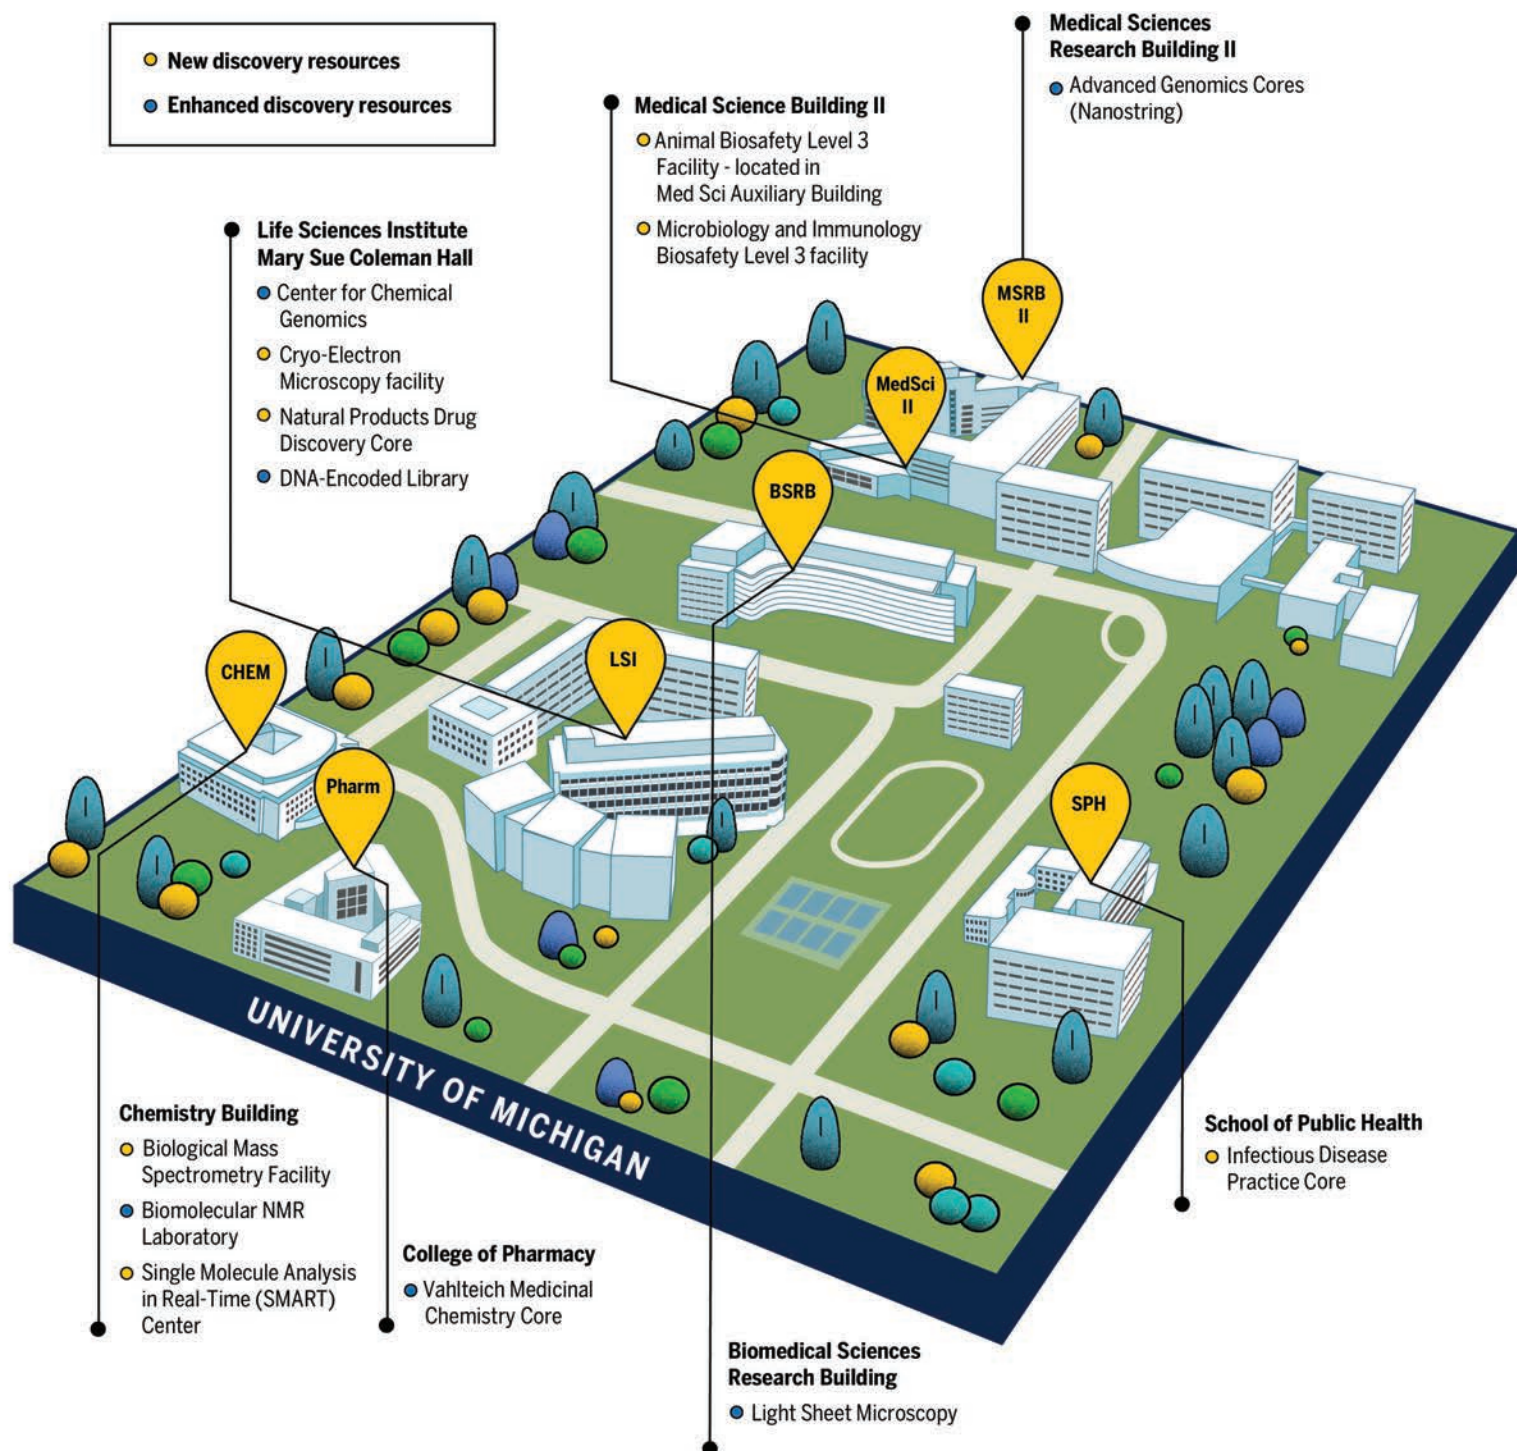 New discovery resources
Enhanced discovery resources
Medical Sciences
Research Building II
Advanced Genomics Cores
(Nanostring)
Medical Science Building II
Animal Biosafety Level 3
Facility - located in
Med Sci Auxiliary Building
Microbiology and Immunology
Biosafety Level 3 facility
Life Sciences Institute
Mary Sue Coleman Hall
Center for Chemical
Genomics
Cryo-Electron
Microscopy facility
Natural Products Drug
Discovery Core
DNA-Encoded Library
MSRB
II
MedSci
II
BSRB
LSI
CHEM
Pharm
SPH
UNIVERSITY OF MICHIGAN
Chemistry Building
Biological Mass
Spectrometry Facility
Biomolecular NMR
Laboratory
Single Molecule Analysis
in Real-Time (SMART)
Center
College of Pharmacy
Vahlteich Medicinal
Chemistry Core
Biomedical Sciences
Research Building
Light Sheet Microscopy
School of Public Health
Infectious Disease
Practice Core